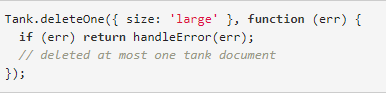 Tank.deleteOne({ size: 'large' }, function (err) {
  if (err) return handleError(err);
  // deleted at most one tank document
});